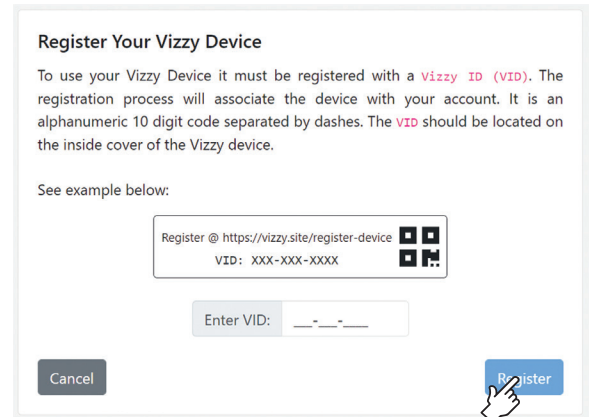 Register Your Vizzy Device
To use your Vizzy Device it must be registered with a Vizzy ID (VID). The
registration process will associate the device with your account. It is an
alphanumeric 10 digit code separated by dashes. The VID should be located on
the inside cover of the Vizzy device.
See example below:
Register @ https://vizzy.site/register-device
VID: XXX-XXX-XXXX
Enter VID: ___-___-____
Cancel
Register